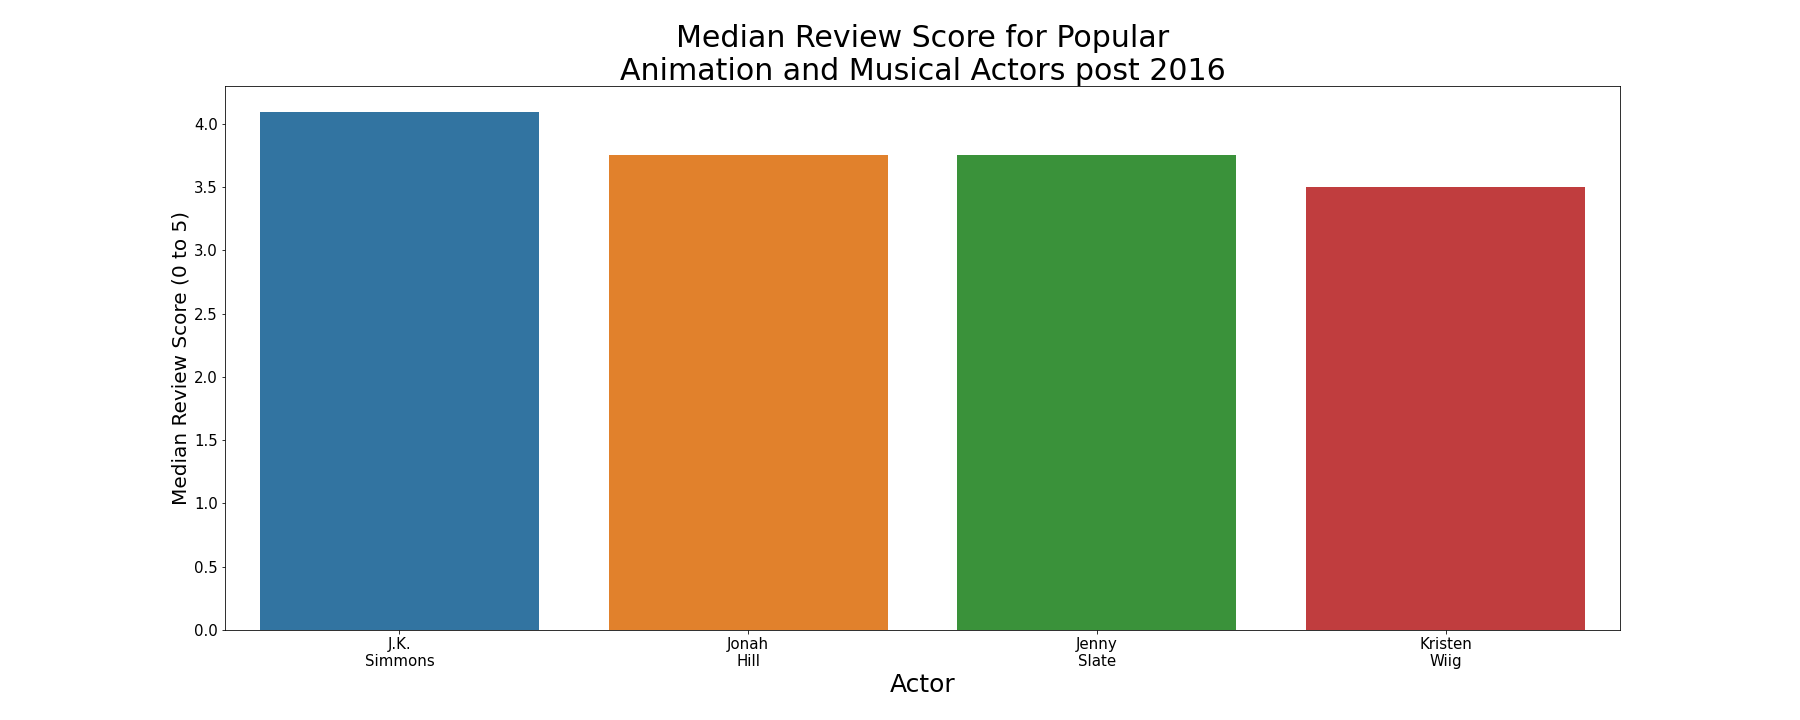 Median Review Score for Popular
Animation and Musical Actors post 2016
Median Review Score (0 to 5)
4.0
3.5
3.0
2.5
2.0
1.5
1.0
0.5
0.0
J.K.
Simmons
Jonah
Hill
Jenny
Slate
Kristen
Wiig
Actor